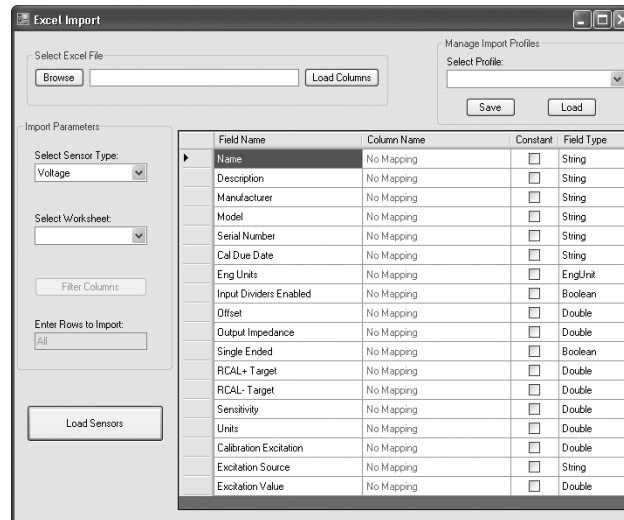 Excel Import
Select Excel File
Browse
Load Columns
Manage Import Profiles
Select Profile:
Save Load
Import Parameters
Select Sensor Type:
Voltage
Select Worksheet:
Filter Columns
Enter Rows to Import:
All
Load Sensors
Field Name Column Name Constant Field Type
Name No Mapping String
Description No Mapping String
Manufacturer No Mapping String
Model No Mapping String
Serial Number No Mapping String
Cal Due Date No Mapping String
Eng Units No Mapping EngUnit
Input Dividers Enabled No Mapping Boolean
Offset No Mapping Double
Output Impedance No Mapping Double
Single Ended No Mapping Boolean
RCAL+ Target No Mapping Double
RCAL- Target No Mapping Double
Sensitivity No Mapping Double
Units No Mapping Double
Calibration Excitation No Mapping Double
Excitation Source No Mapping String
Excitation Value No Mapping Double